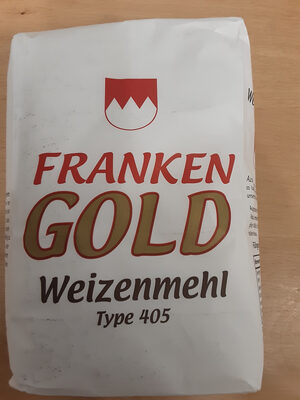 FRANKEN
GOLD
Weizenmehl
Type 405